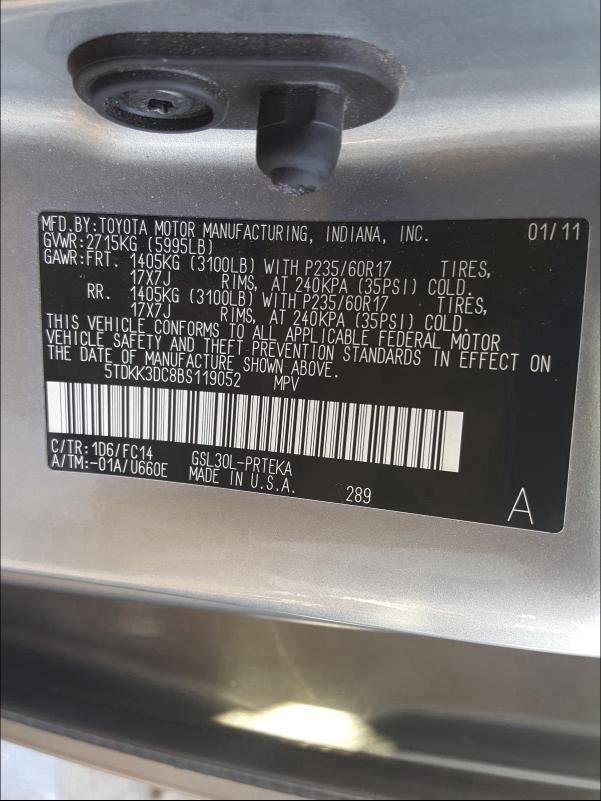 MFD.BY:TOYOTA MOTOR MANUFACTURING, INDIANA, INC. 01/11
GVWR:2715KG (5995LB)
GAWR:FRT. 1405KG (3100LB) WITH P235/60R17 TIRES,
17X7J RIMS, AT 240KPA (35PSI) COLD.
RR. 1405KG (3100LB) WITH P235/60R17 TIRES,
17X7J RIMS, AT 240KPA (35PSI) COLD.
THIS VEHICLE CONFORMS TO ALL APPLICABLE FEDERAL MOTOR
VEHICLE SAFETY AND THEFT PREVENTION STANDARDS IN EFFECT ON
THE DATE OF MANUFACTURE SHOWN ABOVE.
5TDKK3DC8BS119052 MPV
C/TR:1D6/FC14 GSL30L-PRTEKA
A/TM:-01A/U660E MADE IN U.S.A. 289
A